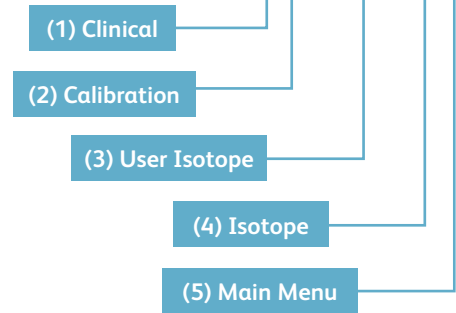 (1) Clinical
(2) Calibration
(3) User Isotope
(4) Isotope
(5) Main Menu